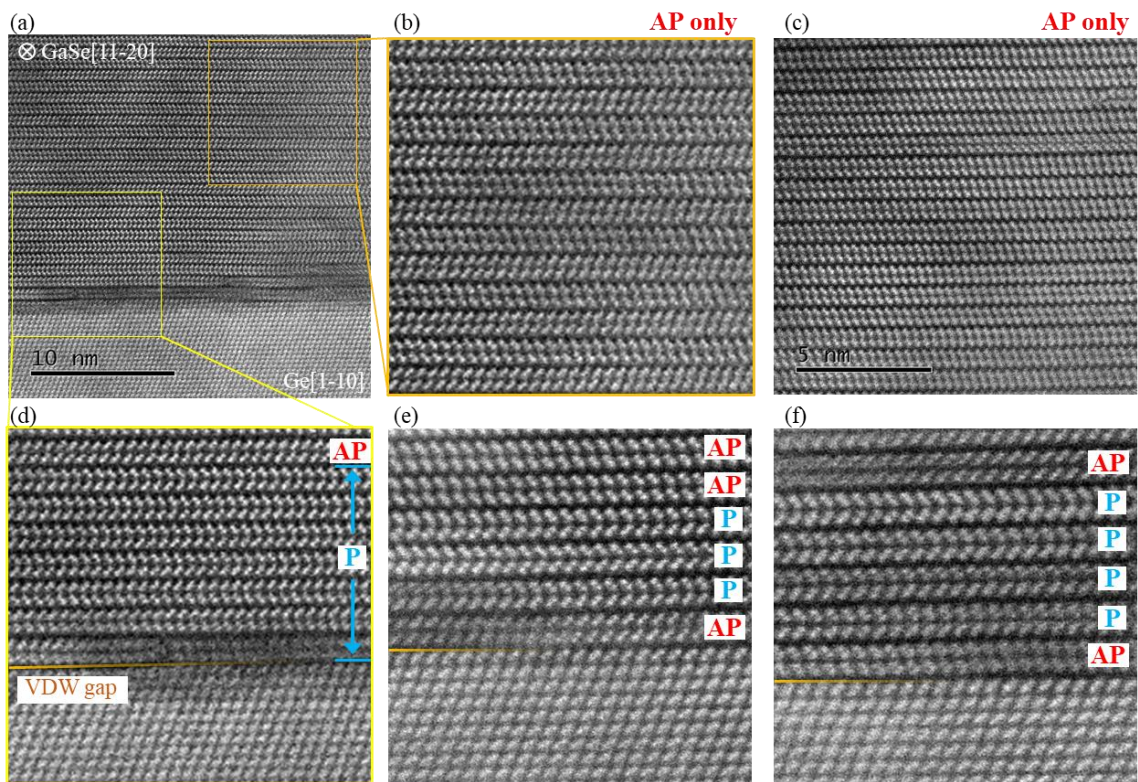 (a)
⊗ GaSe[11-20]
10 nm
Ge[1-10]
(b)
AP only
(c)
AP only
5 nm
(d)
AP
P
VDW gap
(e)
AP
AP
P
P
P
AP
(f)
AP
P
P
P
P
AP